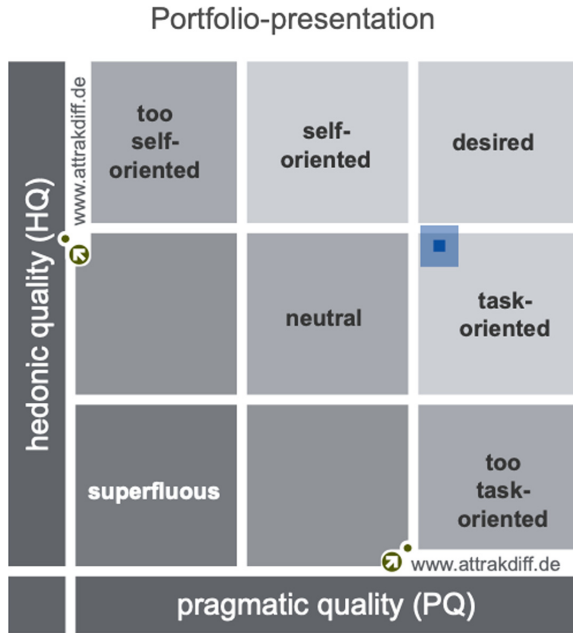 Portfolio-presentation
www.attrakdiff.de
too
self-
oriented
self-
oriented
desired
hedonic quality (HQ)
neutral
task-
oriented
superfluous
too
task-
oriented
www.attrakdiff.de
pragmatic quality (PQ)